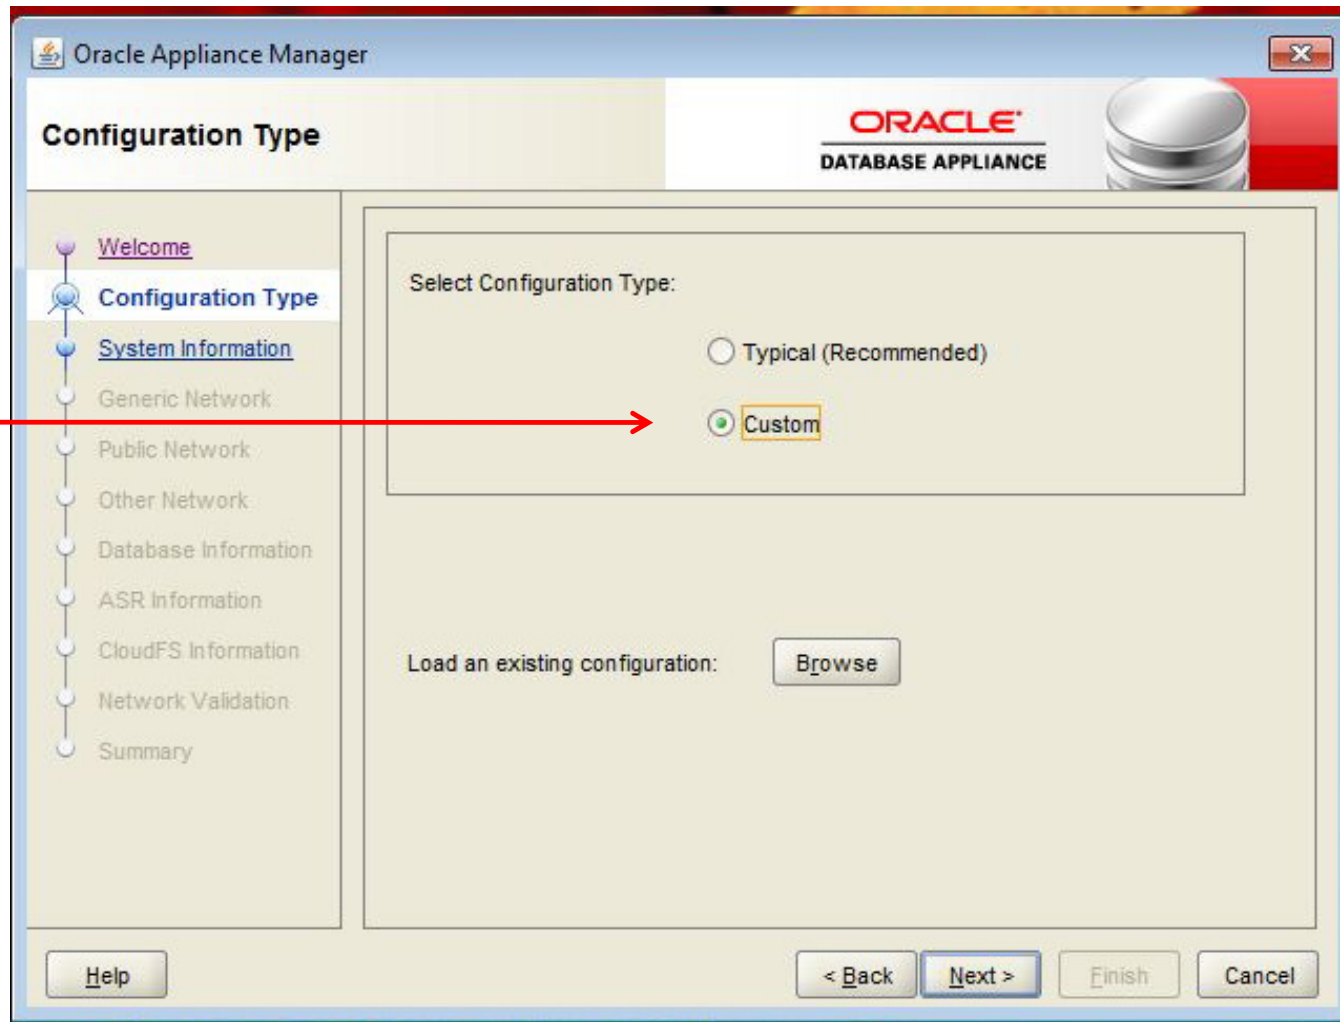 Oracle Appliance Manager
Configuration Type
ORACLE
DATABASE APPLIANCE
Welcome
Configuration Type
System Information
Generic Network
Public Network
Other Network
Database Information
ASR Information
CloudFS Information
Network Validation
Summary
Select Configuration Type:
Typical (Recommended)
Custom
Load an existing configuration:
Browse
Help
< Back
Next >
Finish
Cancel